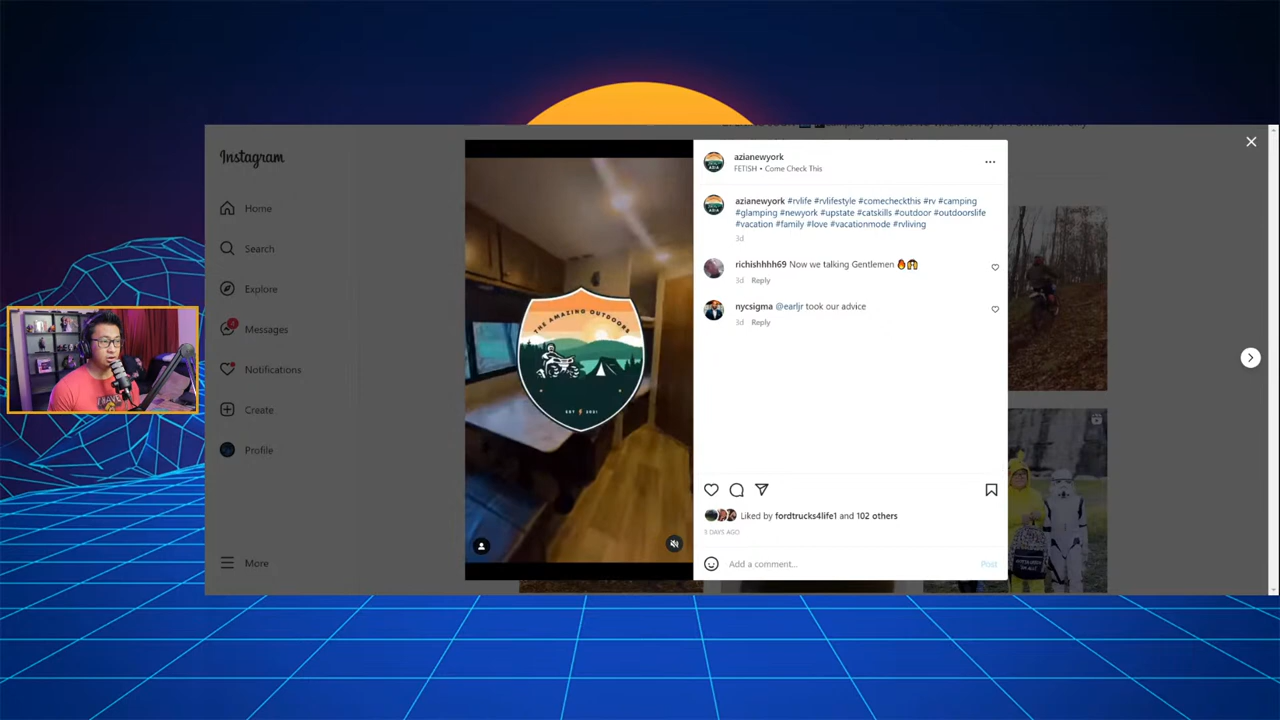 Instagram
Home
Search
Explore
4
Messages
Notifications
Create
Profile
More
THE AMAZING OUTDOORS
EST 2021
azianewyork
FETISH • Come Check This
azianewyork #rvlife #rvlifestyle #comecheckthis #rv #camping
#glamping #newyork #upstate #catskills #outdoor #outdoorslife
#vacation #family #love #vacationmode #rvliving
3d
richishhhh69 Now we talking Gentlemen 🔥😱
3d Reply
nycsigma @earljr took our advice
3d Reply
Liked by fordtrucks4life1 and 102 others
3 DAYS AGO
Add a comment...
Post